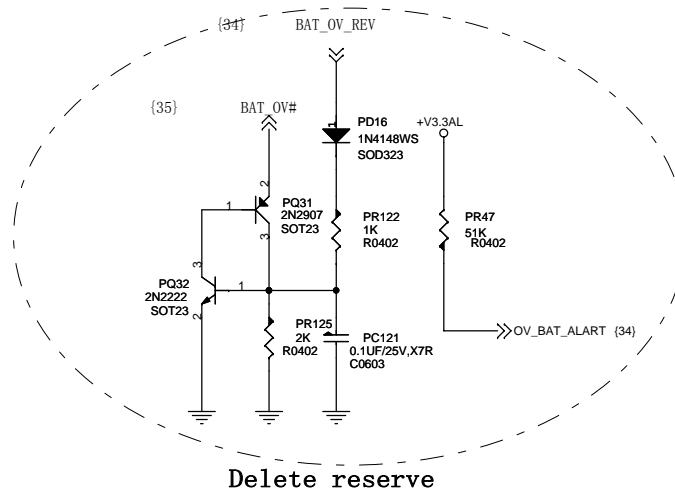 {34} BAT_OV_REV
{35} BAT_OV#
1
PD16
1N4148WS
SOD323
+V3.3AL
2
1
PQ31
2N2907
SOT23
3
PR122
1K
R0402
PR47
51K
R0402
3
PQ32
2N2222
SOT23
1
2
PR125
2K
R0402
PC121
0.1UF/25V,X7R
C0603
OV_BAT_ALART {34}
Delete reserve